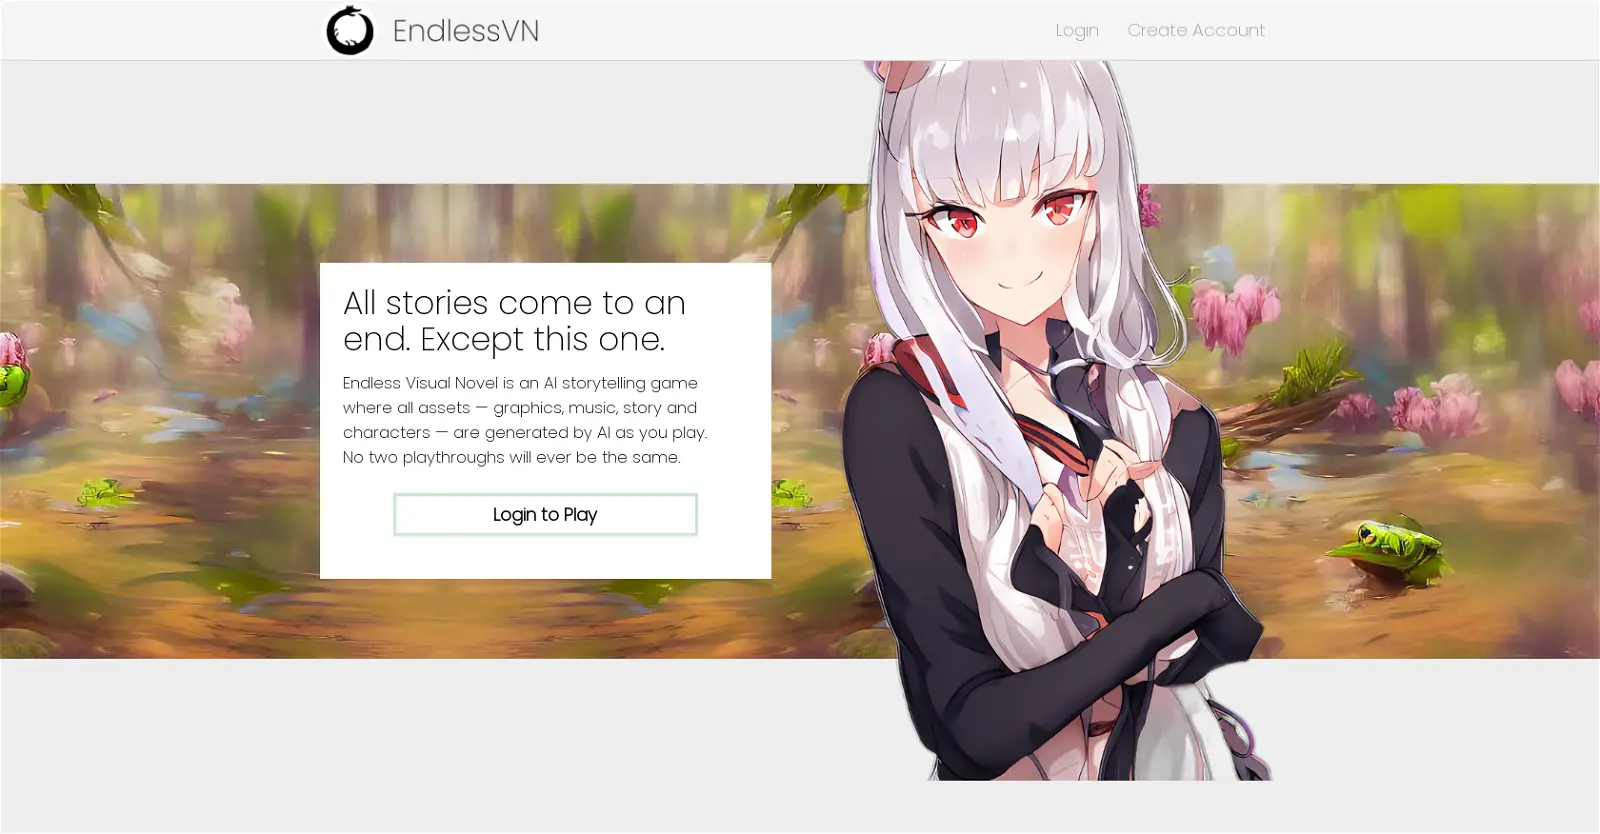 EndlessVN
Login
Create Account
All stories come to an
end. Except this one.
Endless Visual Novel is an AI storytelling game
where all assets — graphics, music, story and
characters — are generated by AI as you play.
No two playthroughs will ever be the same.
Login to Play